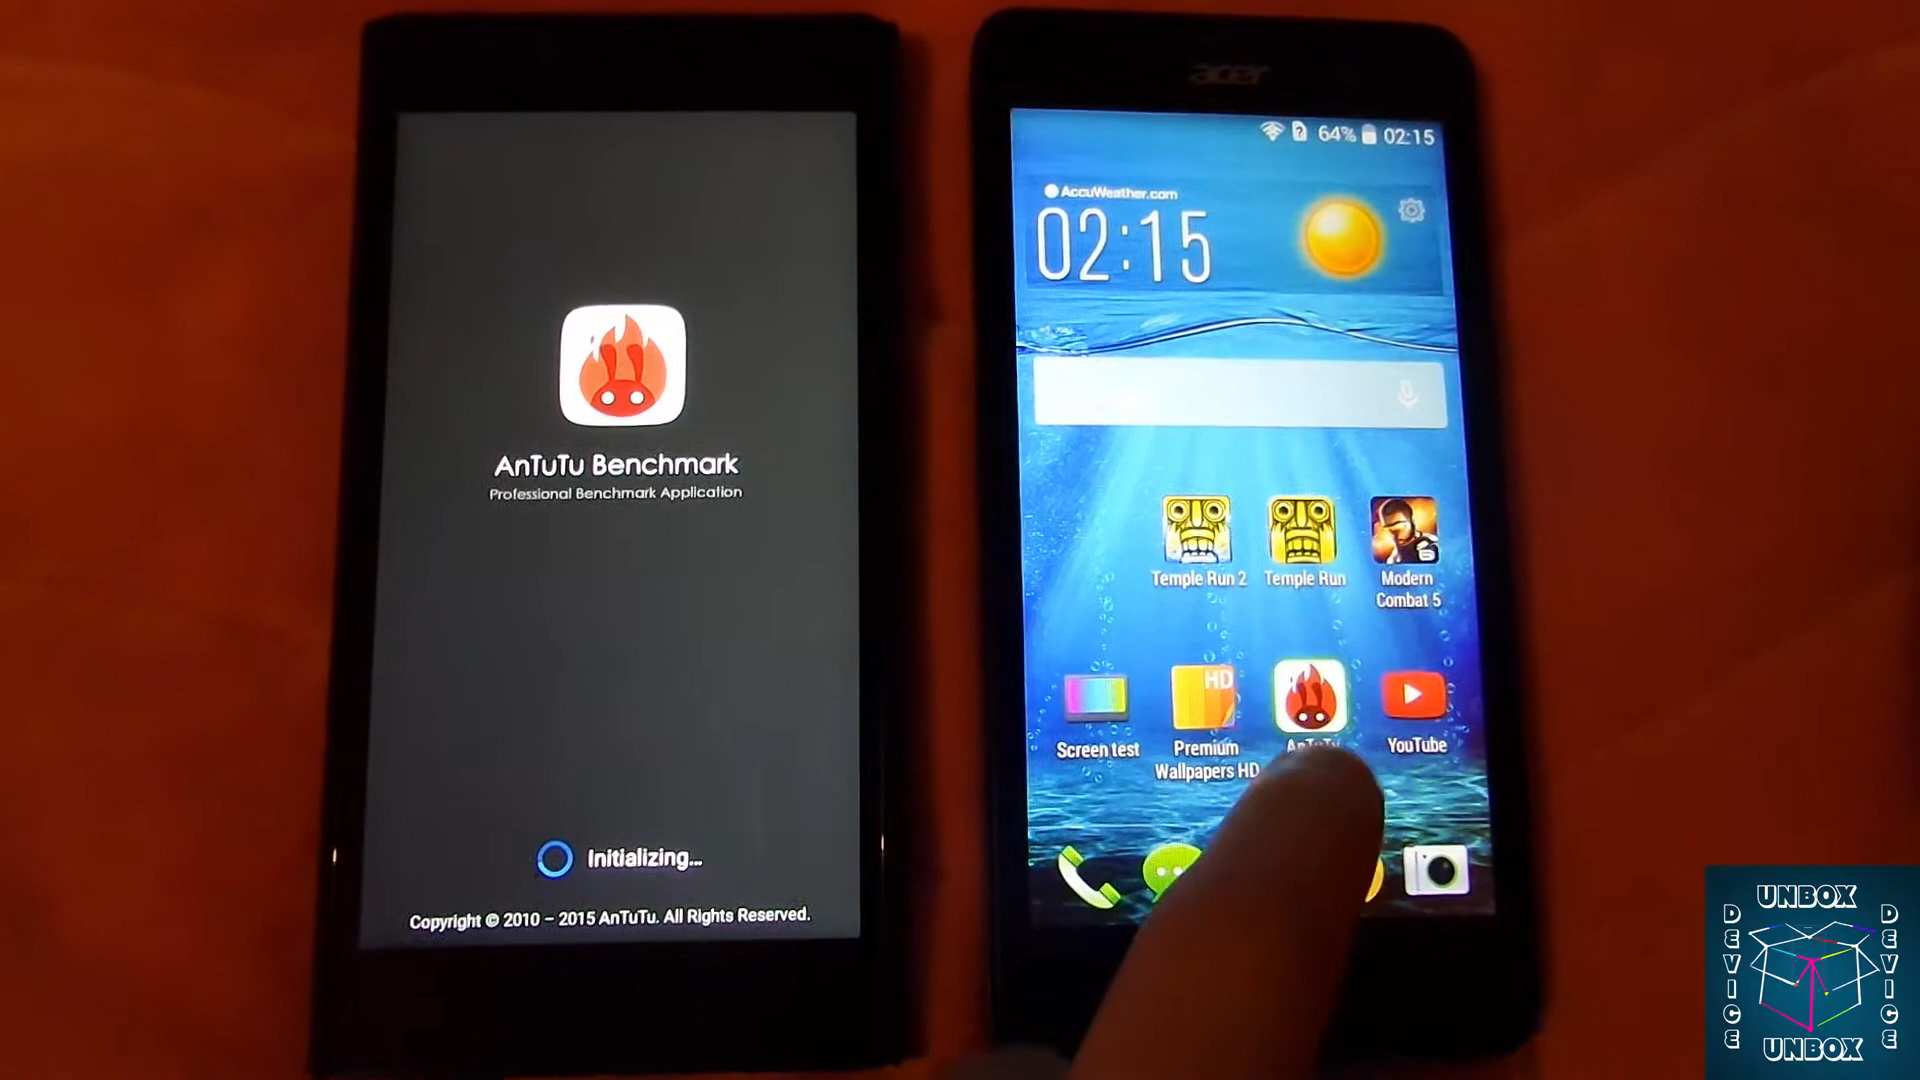 AnTuTu Benchmark
Professional Benchmark Application
Initializing...
Copyright © 2010 – 2015 AnTuTu. All Rights Reserved.
acer
64% 02:15
AccuWeather.com
02:15
Temple Run 2
Temple Run
Modern
Combat 5
Screen test
Premium
Wallpapers HD
HD
AnTuTu
YouTube
UNBOX
DEVICE
DEVICE
UNBOX